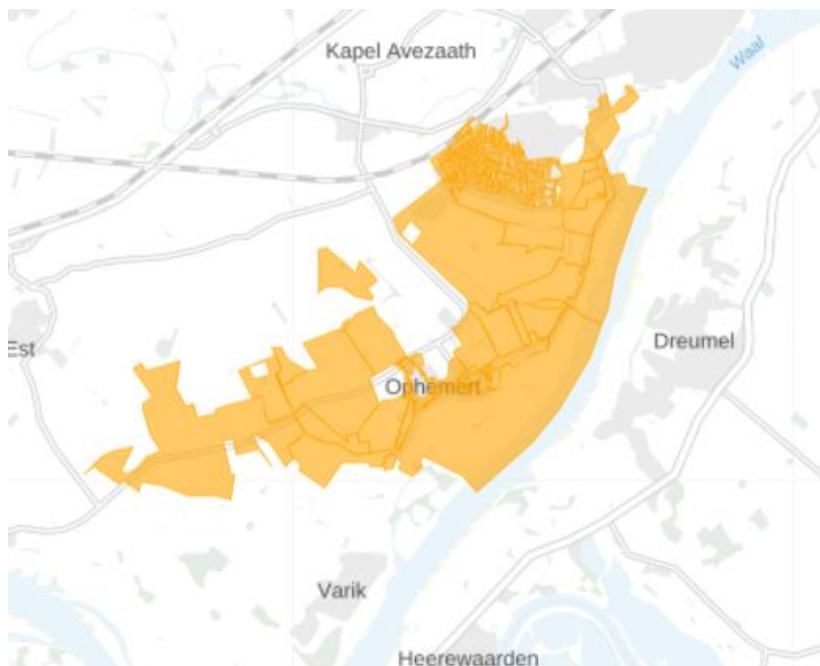 Kapel Avezaath
Waal
Dreumel
Est
Ophemert
Varik
Heerewaarden